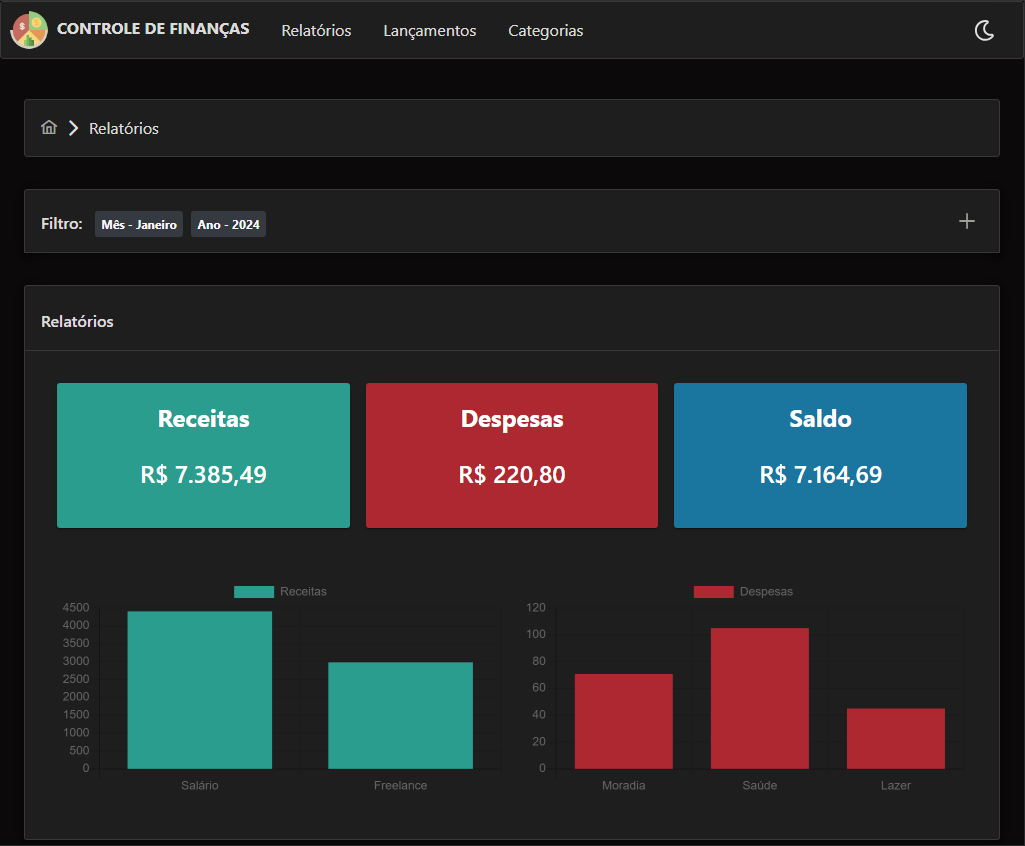 CONTROLE DE FINANÇAS Relatórios Lançamentos Categorias
Relatórios
Filtro: Mês - Janeiro Ano - 2024
Relatórios
Receitas
R$ 7.385,49
Despesas
R$ 220,80
Saldo
R$ 7.164,69
Receitas
4500
4000
3500
3000
2500
2000
1500
1000
500
0
Salário Freelance
Despesas
120
100
80
60
40
20
0
Moradia Saúde Lazer